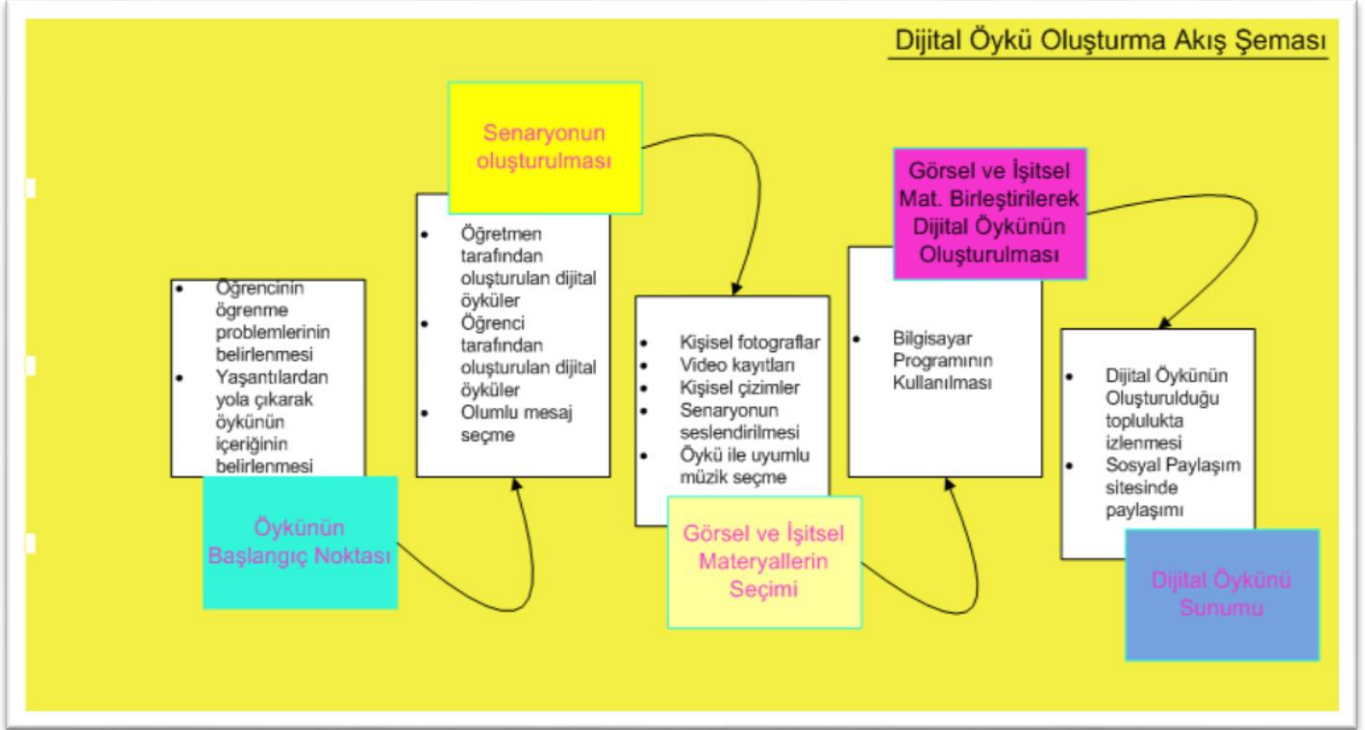 Dijital Öykü Oluşturma Akış Şeması
• Öğrencinin
ögrenme
problemlerinin
belirlenmesi
• Yaşantılardan
yola çıkarak
öykünün
içeriğinin
belirlenmesi
Öykünün
Başlangıç Noktası
Senaryonun
oluşturulması
• Öğretmen
tarafından
oluşturulan dijital
öyküler
• Öğrenci
tarafından
oluşturulan dijital
öyküler
• Olumlu mesaj
seçme
• Kişisel fotograflar
• Video kayıtları
• Kişisel çizimler
• Senaryonun
seslendirilmesi
• Öykü ile uyumlu
müzik seçme
Görsel ve İşitsel
Materyallerin
Seçimi
Görsel ve İşitsel
Mat. Birleştirilerek
Dijital Öykünün
Oluşturulması
• Bilgisayar
Programının
Kullanılması
• Dijital Öykünün
Oluşturulduğu
toplulukta
izlenmesi
• Sosyal Paylaşım
sitesinde
paylaşımı
Dijital Öykünü
Sunumu